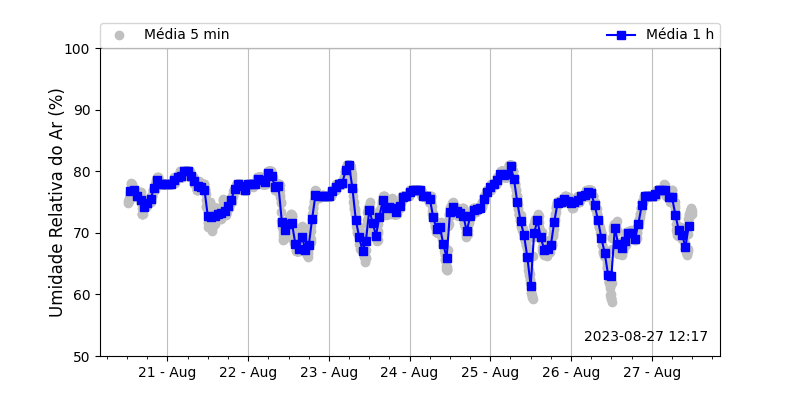 Média 5 min
Média 1 h
100
90
80
70
60
50
Umidade Relativa do Ar (%)
2023-08-27 12:17
21 - Aug
22 - Aug
23 - Aug
24 - Aug
25 - Aug
26 - Aug
27 - Aug